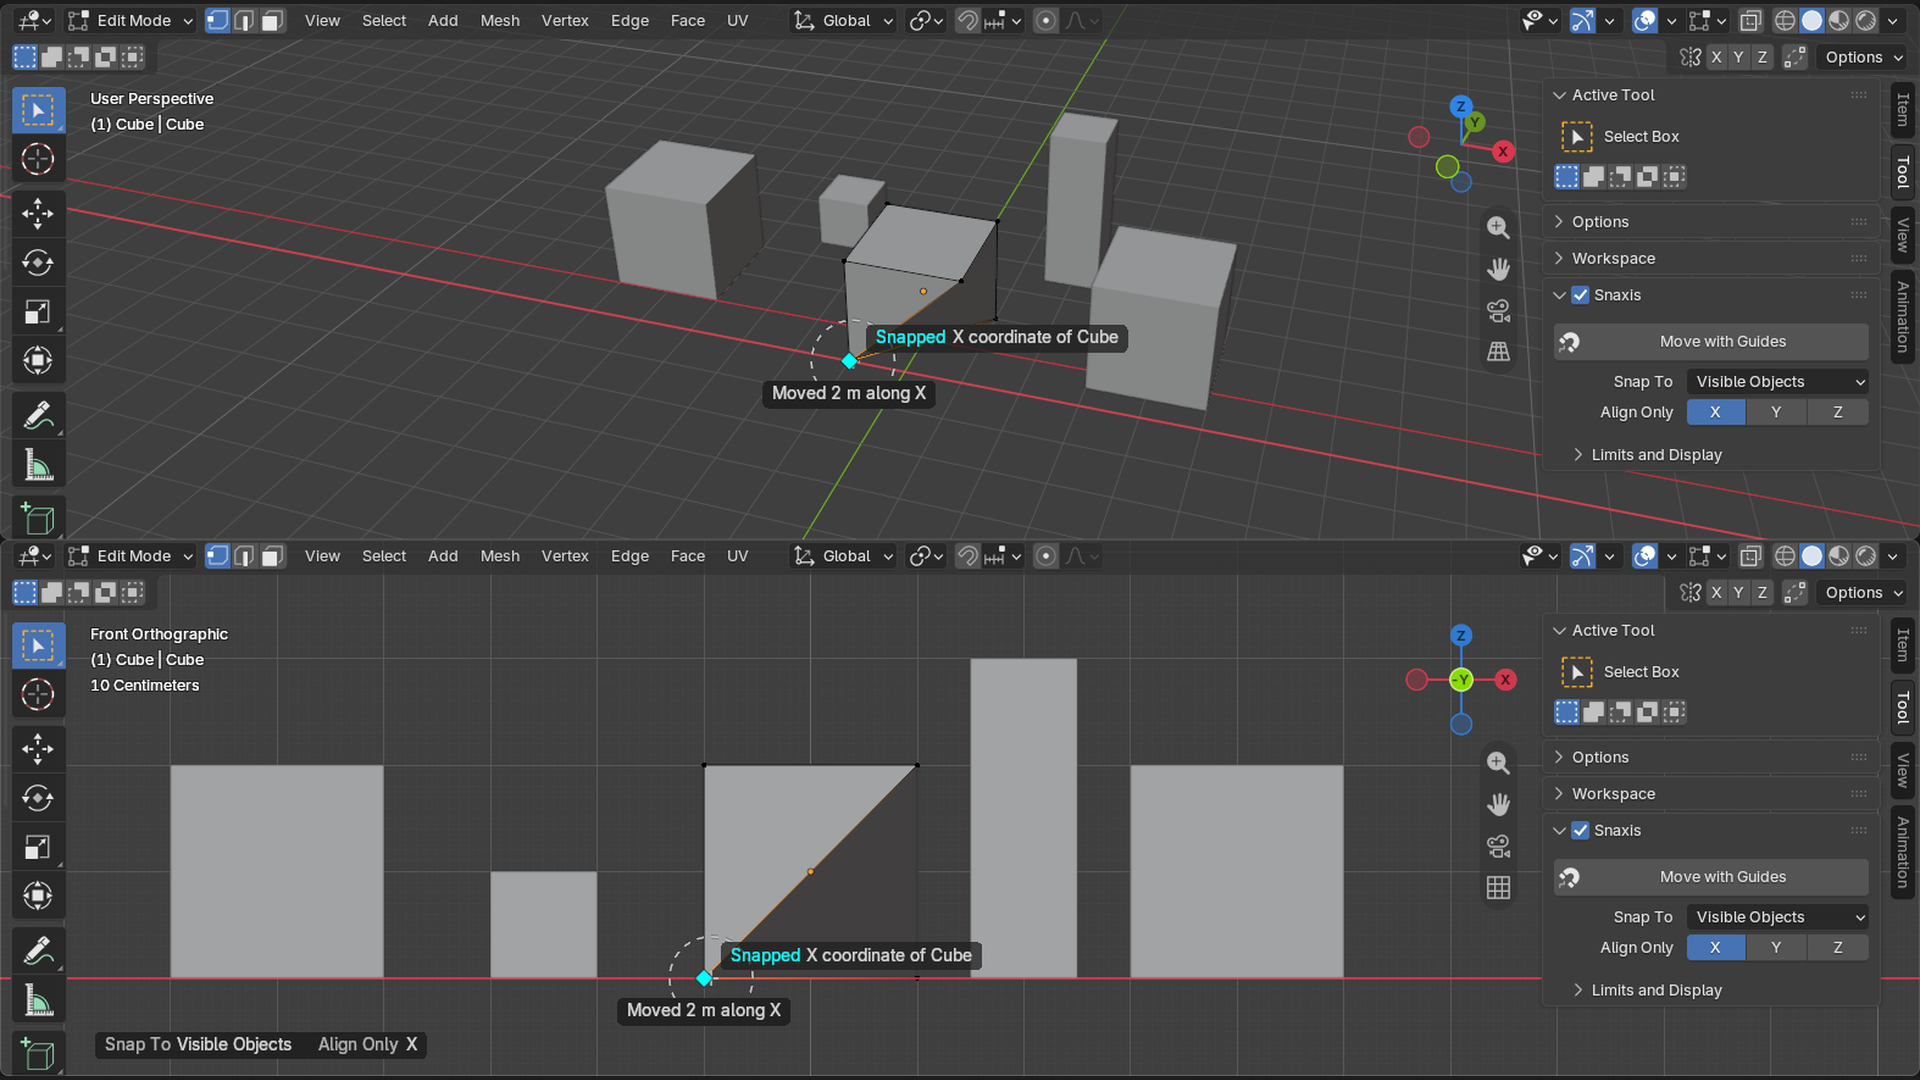 Edit Mode View Select Add Mesh Vertex Edge Face UV Global
X Y Z Options
User Perspective
(1) Cube | Cube
Z
Y
X
Snapped X coordinate of Cube
Moved 2 m along X
Active Tool
Select Box
Options
Workspace
Snaxis
Move with Guides
Snap To Visible Objects
Align Only X Y Z
Limits and Display
Item
Tool
View
Animation
Edit Mode View Select Add Mesh Vertex Edge Face UV Global
X Y Z Options
Front Orthographic
(1) Cube | Cube
10 Centimeters
Z
-Y X
Snapped X coordinate of Cube
Moved 2 m along X
Snap To Visible Objects Align Only X
Active Tool
Select Box
Options
Workspace
Snaxis
Move with Guides
Snap To Visible Objects
Align Only X Y Z
Limits and Display
Item
Tool
View
Animation